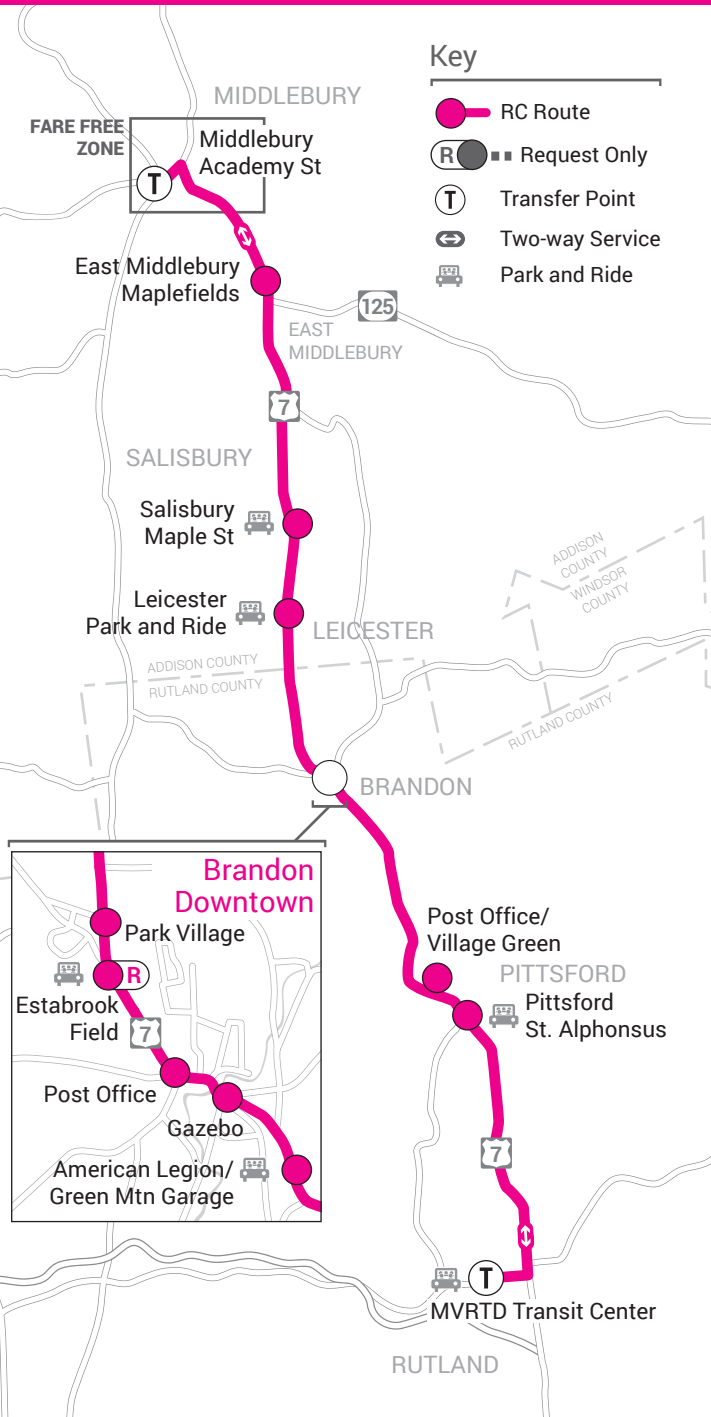 Key
RC Route
R Request Only
T Transfer Point
Two-way Service
Park and Ride
MIDDLEBURY
FARE FREE
ZONE
Middlebury
Academy St
T
East Middlebury
Maplefields
125
EAST
MIDDLEBURY
7
SALISBURY
Salisbury
Maple St
Leicester
Park and Ride
LEICESTER
ADDISON
COUNTY
WINDSOR
COUNTY
ADDISON COUNTY
RUTLAND COUNTY
RUTLAND COUNTY
BRANDON
Brandon
Downtown
Park Village
R
Estabrook
Field
7
Post Office
Gazebo
American Legion/
Green Mtn Garage
Post Office/
Village Green
PITTSFORD
Pittsford
St. Alphonsus
7
T
MVRTD Transit Center
RUTLAND